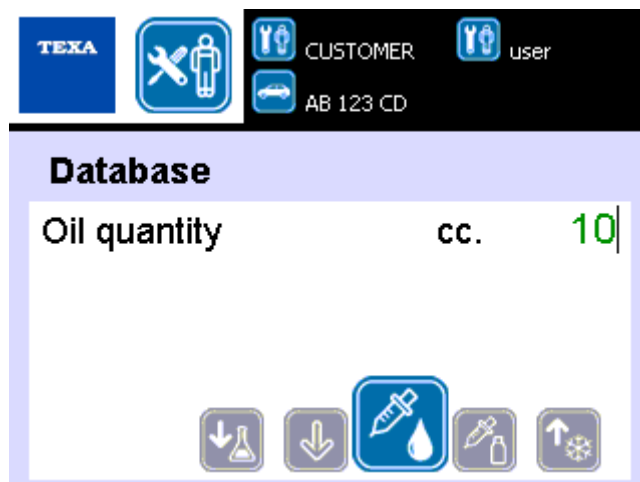 TEXA
CUSTOMER
user
AB 123 CD
Database
Oil quantity cc. 10